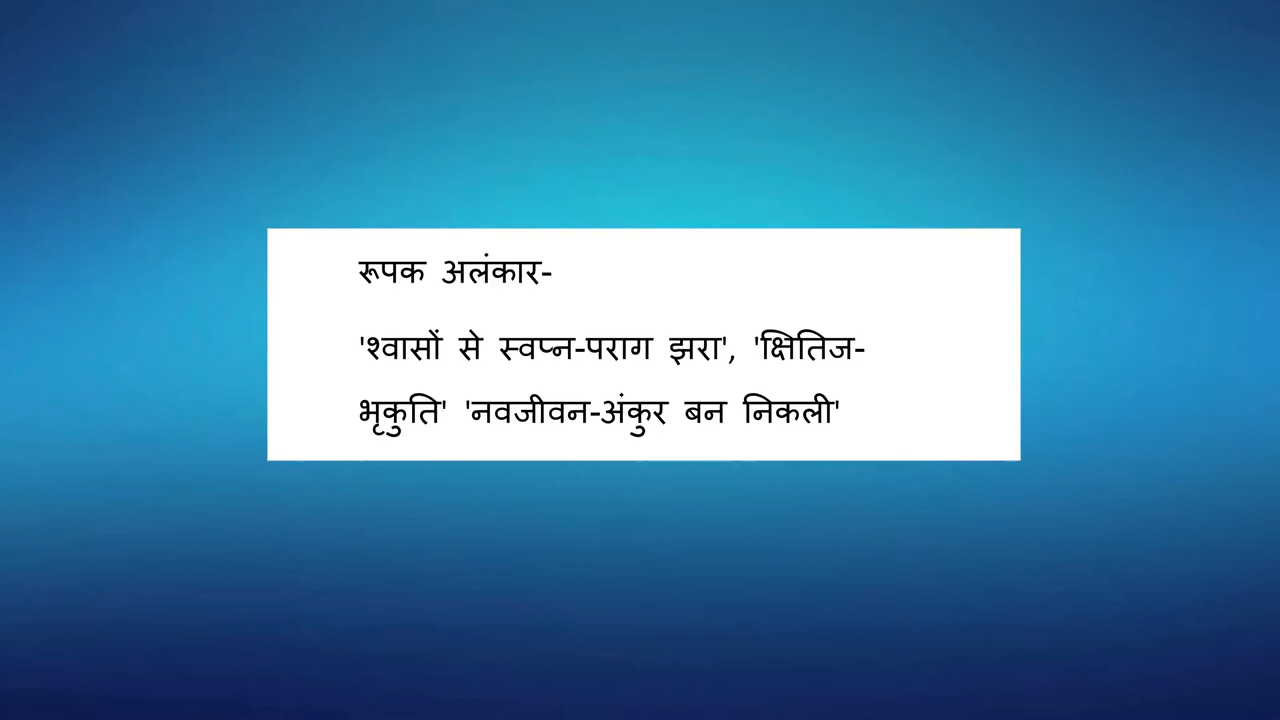 रूपक अलंकार-
'श्वासों से स्वप्न-पराग झरा', 'क्षितिज-
भृकुति' 'नवजीवन-अंकुर बन निकली'